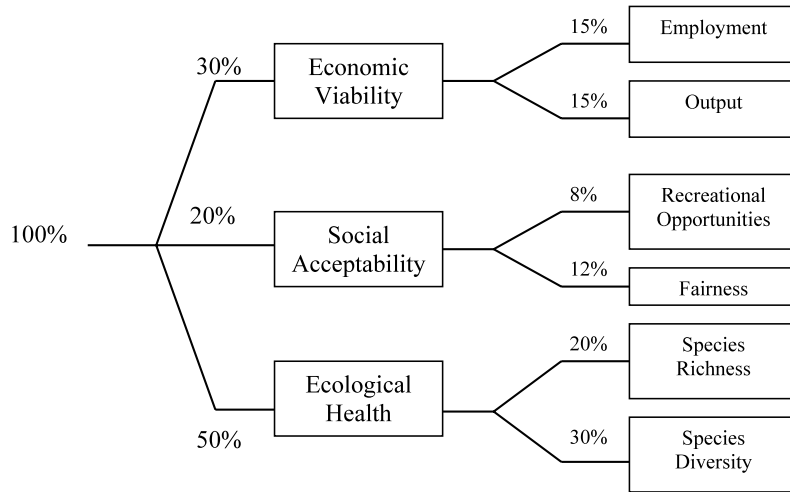 100%
30%
Economic
Viability
15%
Employment
15%
Output
20%
Social
Acceptability
8%
Recreational
Opportunities
12%
Fairness
50%
Ecological
Health
20%
Species
Richness
30%
Species
Diversity